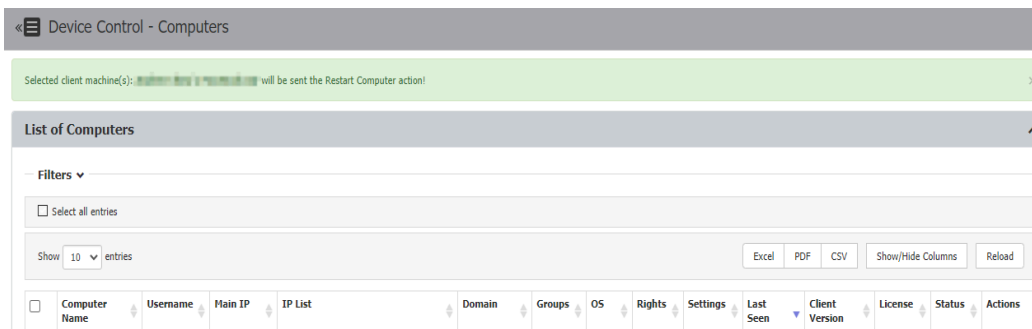 Device Control - Computers
Selected client machine(s): will be sent the Restart Computer action!
List of Computers
Filters
Select all entries
Show 10 entries Excel PDF CSV Show/Hide Columns Reload
Computer Name Username Main IP IP List Domain Groups OS Rights Settings Last Seen Client Version License Status Actions